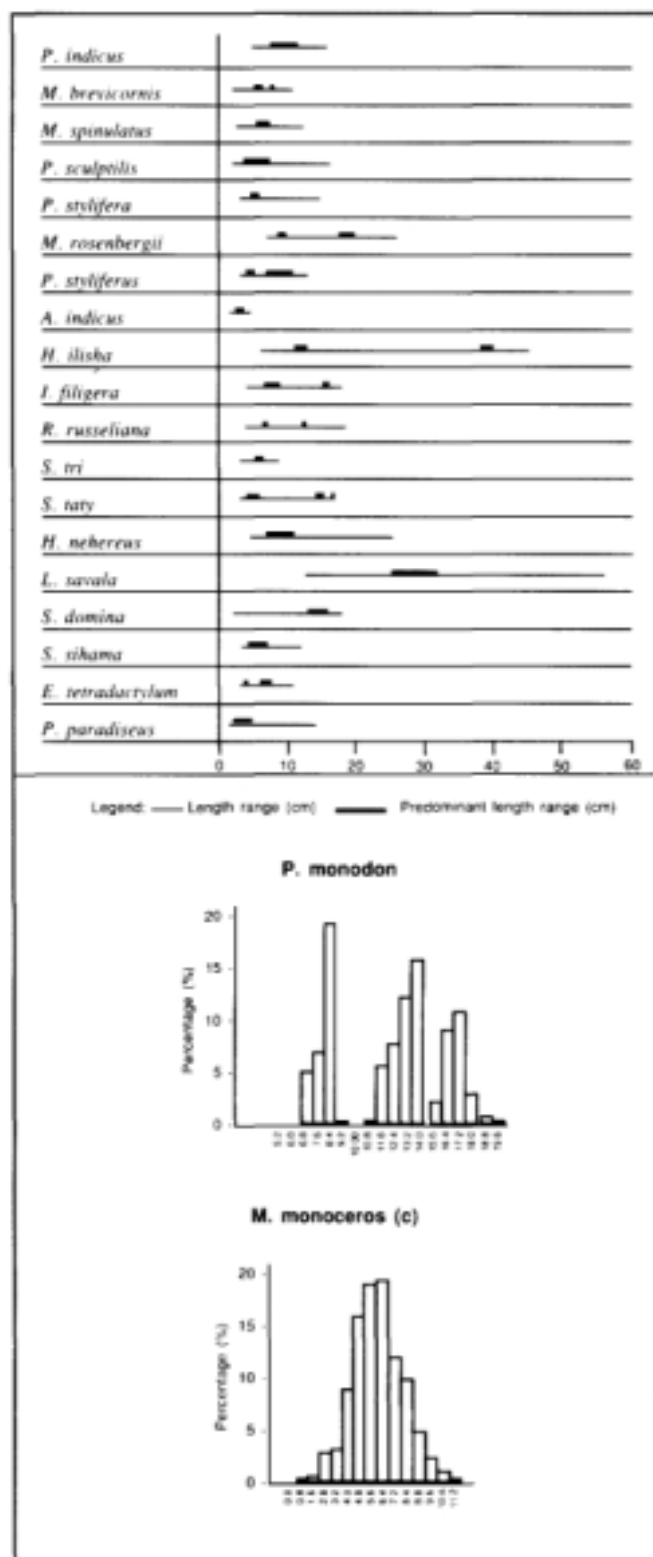 P. indicus
M. brevicornis
M. spinulatus
P. sculptilis
P. stylifera
M. rosenbergii
P. styliferus
A. indicus
H. ilisha
I. filigera
R. russeliana
S. tri
S. taty
H. nehereus
L. savala
S. domina
S. sihama
E. tetradactylum
P. paradiseus
0 10 20 30 40 50 60
Legend: Length range (cm) Predominant length range (cm)
P. monodon
Percentage (%)
20
15
10
5
0
M. monoceros (c)
Percentage (%)
20
15
10
5
0